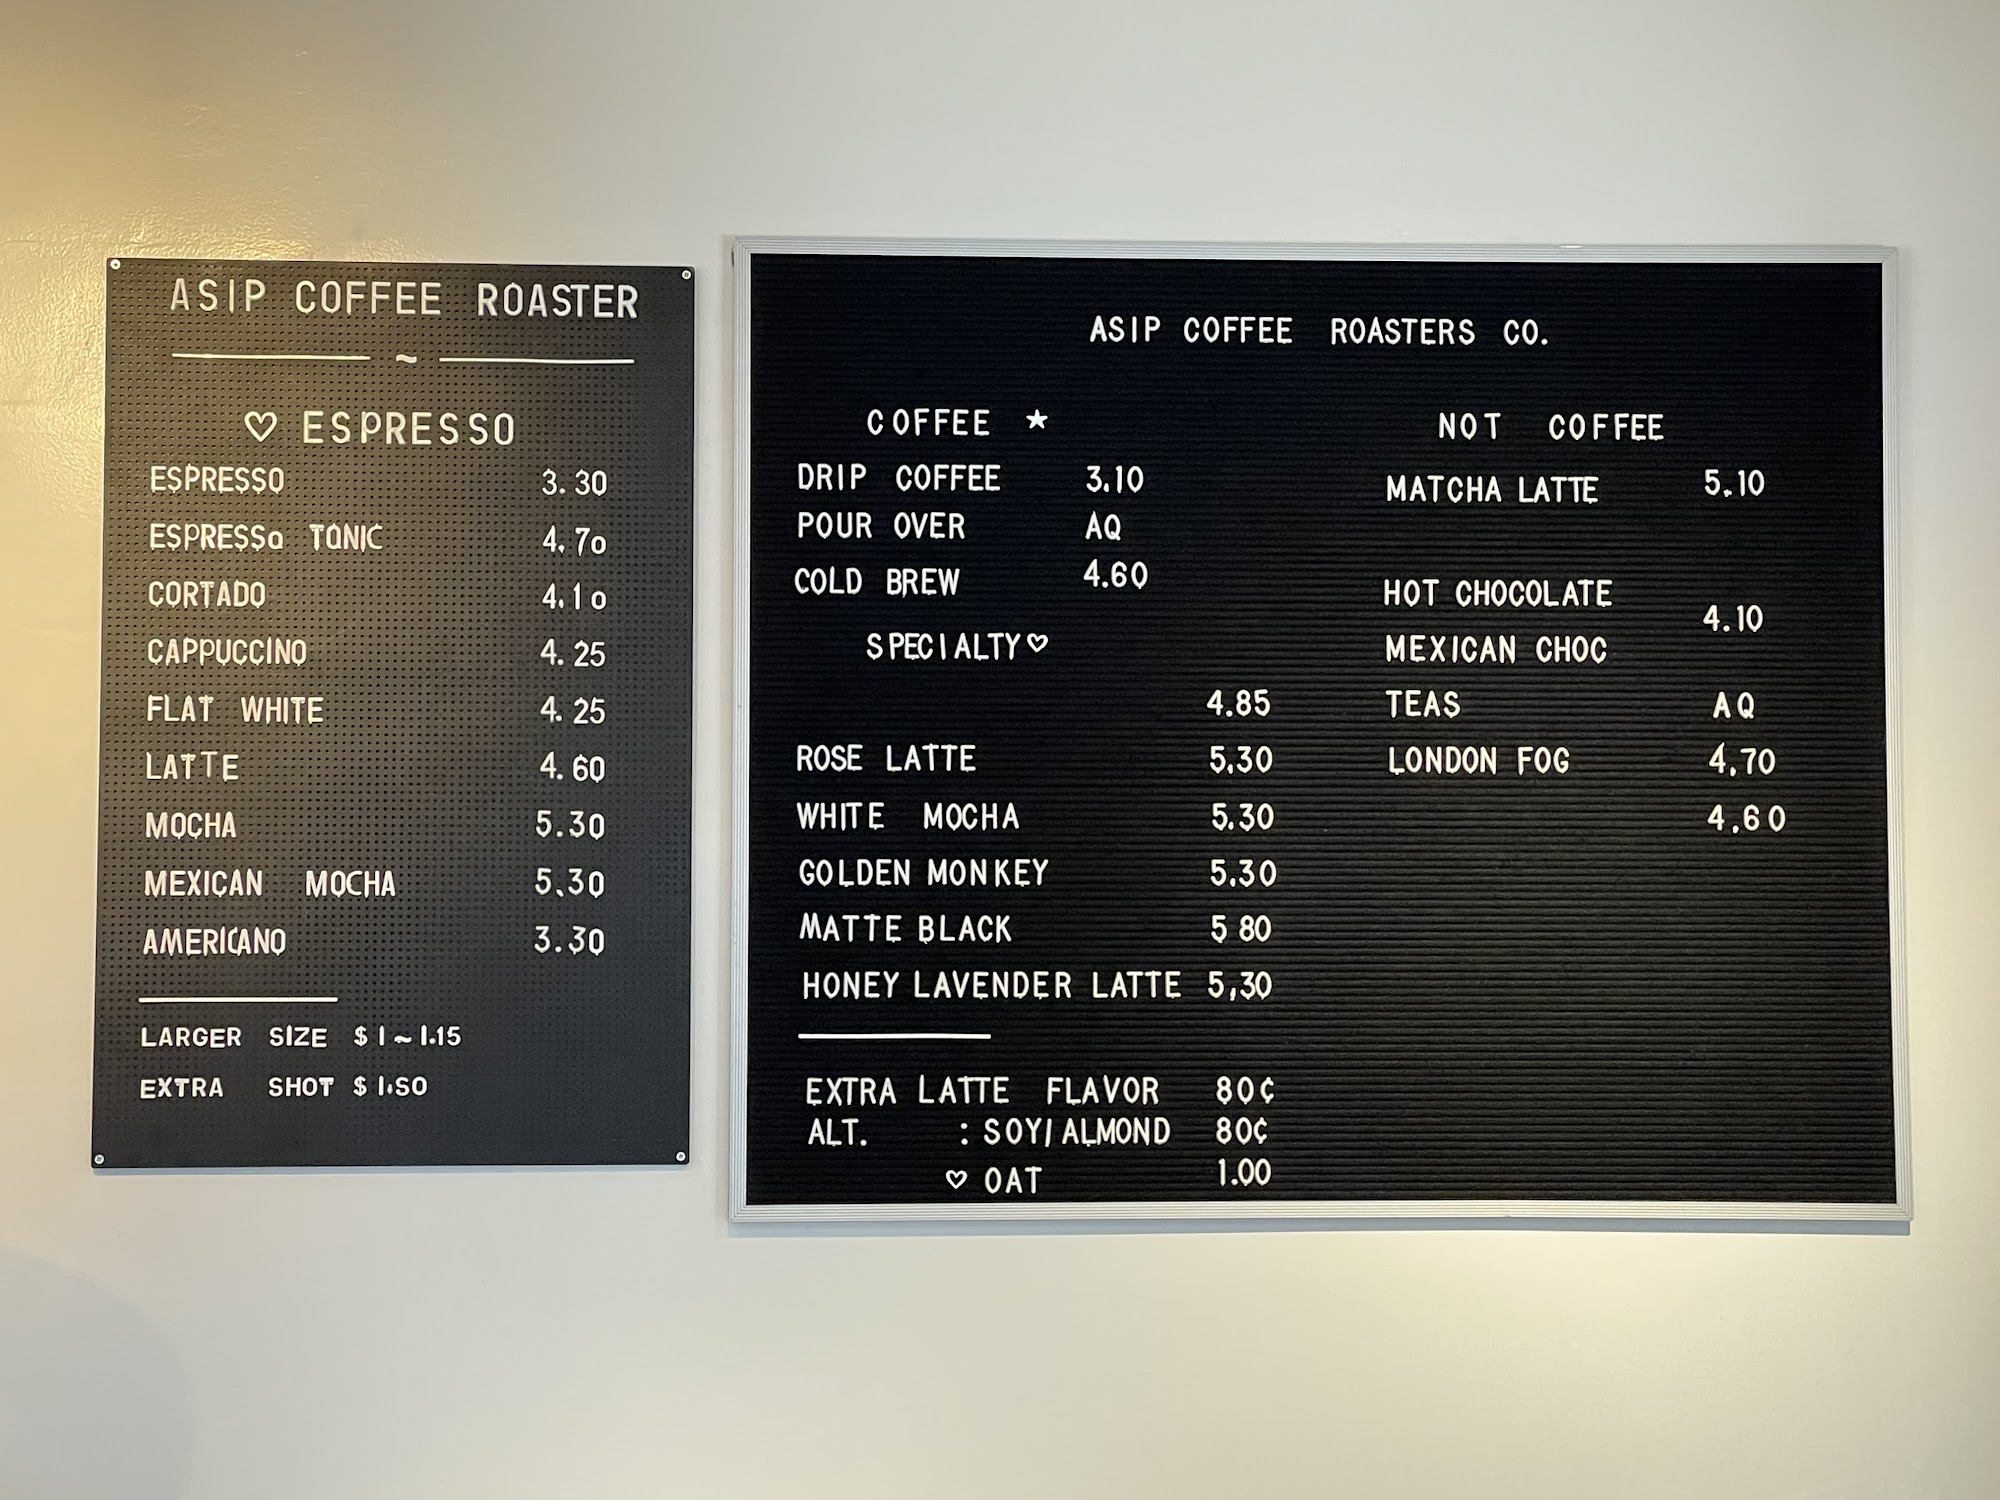 ASIP COFFEE ROASTER
~
♡ ESPRESSO
ESPRESSO 3.30
ESPRESSo TONIC 4.7o
CORTADO 4.1o
CAPPUCCINO 4.25
FLAT WHITE 4.25
LATTE 4.60
MOCHA 5.30
MEXICAN MOCHA 5.30
AMERICANO 3.30
LARGER SIZE $1~1.15
EXTRA SHOT $1.50
ASIP COFFEE ROASTERS CO.
COFFEE ★
DRIP COFFEE 3.10
POUR OVER AQ
COLD BREW 4.60
SPECIALTY♡
4.85
ROSE LATTE 5,30
WHITE MOCHA 5.30
GOLDEN MONKEY 5.30
MATTE BLACK 5 80
HONEY LAVENDER LATTE 5,30
EXTRA LATTE FLAVOR 80¢
ALT. : SOY/ALMOND 80¢
♡ OAT 1.00
NOT COFFEE
MATCHA LATTE 5.10
HOT CHOCOLATE
4.10
MEXICAN CHOC
TEAS AQ
LONDON FOG 4.70
4.60